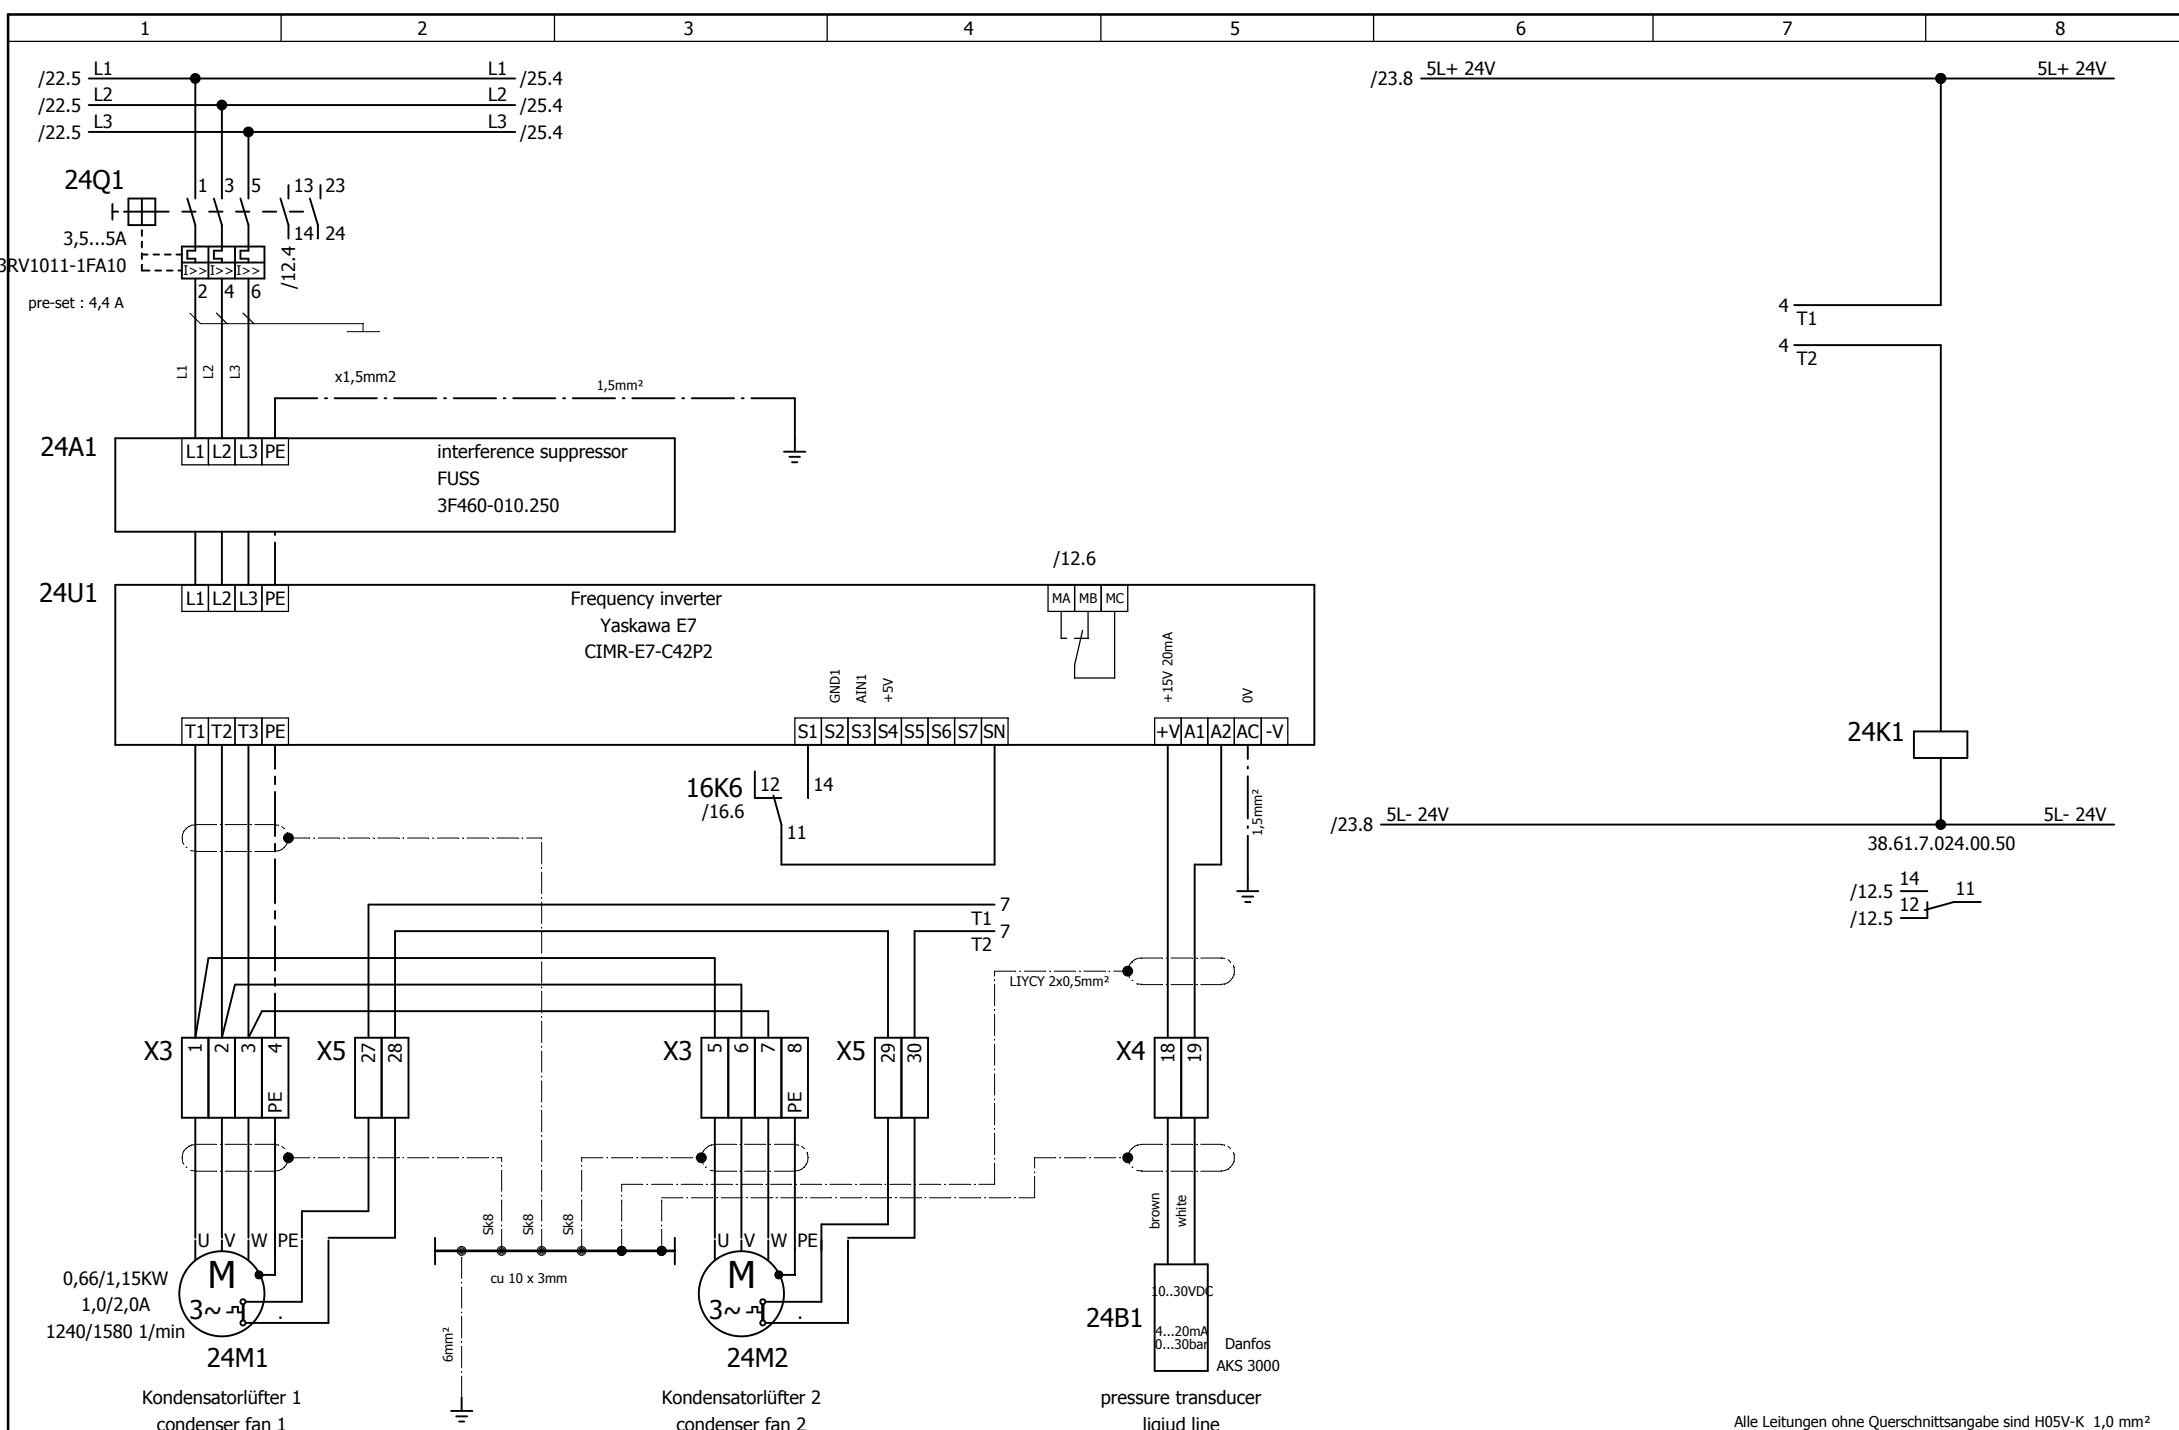 1 2 3 4 5 6 7 8
/22.5 L1 L1 /25.4
/22.5 L2 L2 /25.4
/22.5 L3 L3 /25.4
/23.8 5L+ 24V 5L+ 24V
24Q1
1 3 5 13 23
14 24
/12.4
3,5...5A
3RV1011-1FA10
I>> I>> I>>
2 4 6
pre-set : 4,4 A
4 T1
4 T2
L1 L2 L3
x1,5mm2
1,5mm²
24A1
L1 L2 L3 PE
interference suppressor
FUSS
3F460-010.250
/12.6
24U1
L1 L2 L3 PE
Frequency inverter
Yaskawa E7
CIMR-E7-C42P2
MA MB MC
GND1 AIN1 +5V
+15V 20mA
0V
T1 T2 T3 PE
S1 S2 S3 S4 S5 S6 S7 SN
+V A1 A2 AC -V
24K1
16K6
/16.6
12 14
11
1,5mm²
/23.8 5L- 24V 5L- 24V
38.61.7.024.00.50
/12.5 14 11
/12.5 12
7
T1
7
T2
LIYCY 2x0,5mm²
X3 1 2 3 4 PE
X5 27 28
X3 5 6 7 8 PE
X5 29 30
X4 18 19
Sk8 Sk8 Sk8
brown white
U V W PE
U V W PE
cu 10 x 3mm
6mm²
M
3~
M
3~
0,66/1,15KW
1,0/2,0A
1240/1580 1/min
24B1
10..30VDC
4...20mA
0...30bar
Danfos
AKS 3000
24M1
24M2
Kondensatorlüfter 1
condenser fan 1
Kondensatorlüfter 2
condenser fan 2
pressure transducer
ligiud line
Alle Leitungen ohne Querschnittsangabe sind H05V-K 1,0 mm²